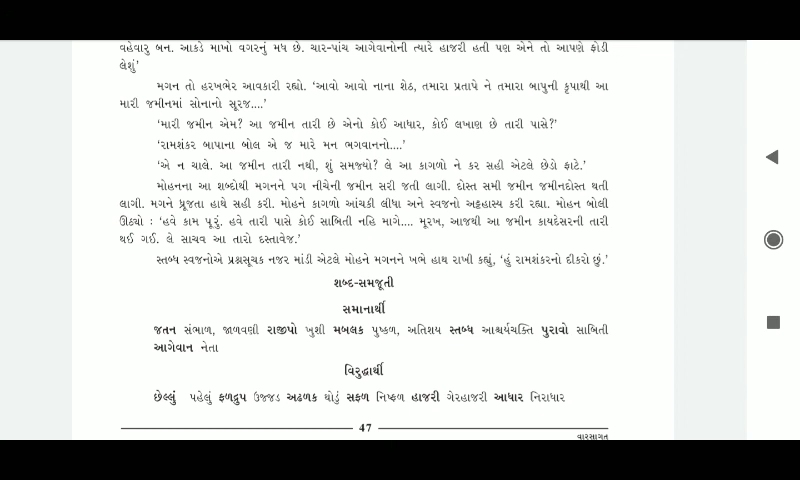 વહેવારુ બન. આકડે માખો વગરનું મધ છે. ચાર-પાંચ આગેવાનોની ત્યારે હાજરી હતી પણ એને તો આપણે ફોડી
લેશું’
મગન તો હરખભેર આવકારી રહ્યો. ‘આવો આવો નાના શેઠ, તમારા પ્રતાપે ને તમારા બાપુની કૃપાથી આ
મારી જમીનમાં સોનાનો સૂરજ....’
‘મારી જમીન એમ? આ જમીન તારી છે એનો કોઈ આધાર, કોઈ લખાણ છે તારી પાસે?’
‘રામશંકર બાપાના બોલ એ જ મારે મન ભગવાનનો....’
‘એ ન ચાલે. આ જમીન તારી નથી, શું સમજ્યો? લે આ કાગળો ને કર સહી એટલે છેડો ફાટે.’
મોહનના આ શબ્દોથી મગનને પગ નીચેની જમીન સરી જતી લાગી. દોસ્ત સમી જમીન જમીનદોસ્ત થતી
લાગી. મગને ધ્રૂજતા હાથે સહી કરી. મોહને કાગળો આંચકી લીધા અને સ્વજનો અટ્ટહાસ્ય કરી રહ્યા. મોહન બોલી
ઊઠ્યો : ‘હવે કામ પૂરું, હવે તારી પાસે કોઈ સાબિતી નહિ માગે.... મૂરખ, આજથી આ જમીન કાયદેસરની તારી
થઈ ગઈ. લે સાચવ આ તારો દસ્તાવેજ.’
સ્તબ્ધ સ્વજનોએ પ્રશ્નસૂચક નજર માંડી એટલે મોહને મગનને ખભે હાથ રાખી કહ્યું, ‘હું રામશંકરનો દીકરો છું.’
શબ્દ-સમજૂતી
સમાનાર્થી
જતન સંભાળ, જાળવણી રાજીપો ખુશી મબલક પુષ્કળ, અતિશય સ્તબ્ધ આશ્ચર્યચક્તિ પુરાવો સાબિતી
આગેવાન નેતા
વિરુદ્ધાર્થી
છેલ્લું પહેલું ફળદ્રુપ ઉજ્જડ અઢળક થોડું સફળ નિષ્ફળ હાજરી ગેરહાજરી આધાર નિરાધાર
47
વારસાગત